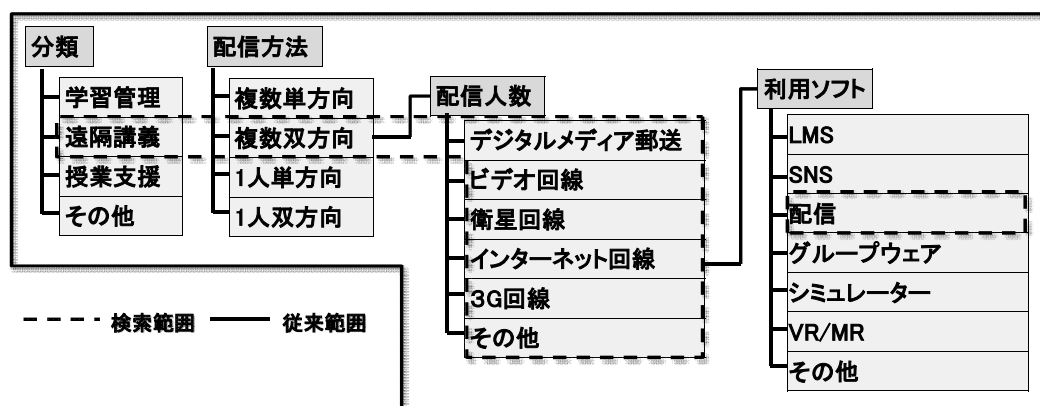 分類
学習管理
遠隔講義
授業支援
その他
配信方法
複数単方向
複数双方向
1人単方向
1人双方向
配信人数
デジタルメディア郵送
ビデオ回線
衛星回線
インターネット回線
3G回線
その他
利用ソフト
LMS
SNS
配信
グループウェア
シミュレーター
VR/MR
その他
検索範囲
従来範囲